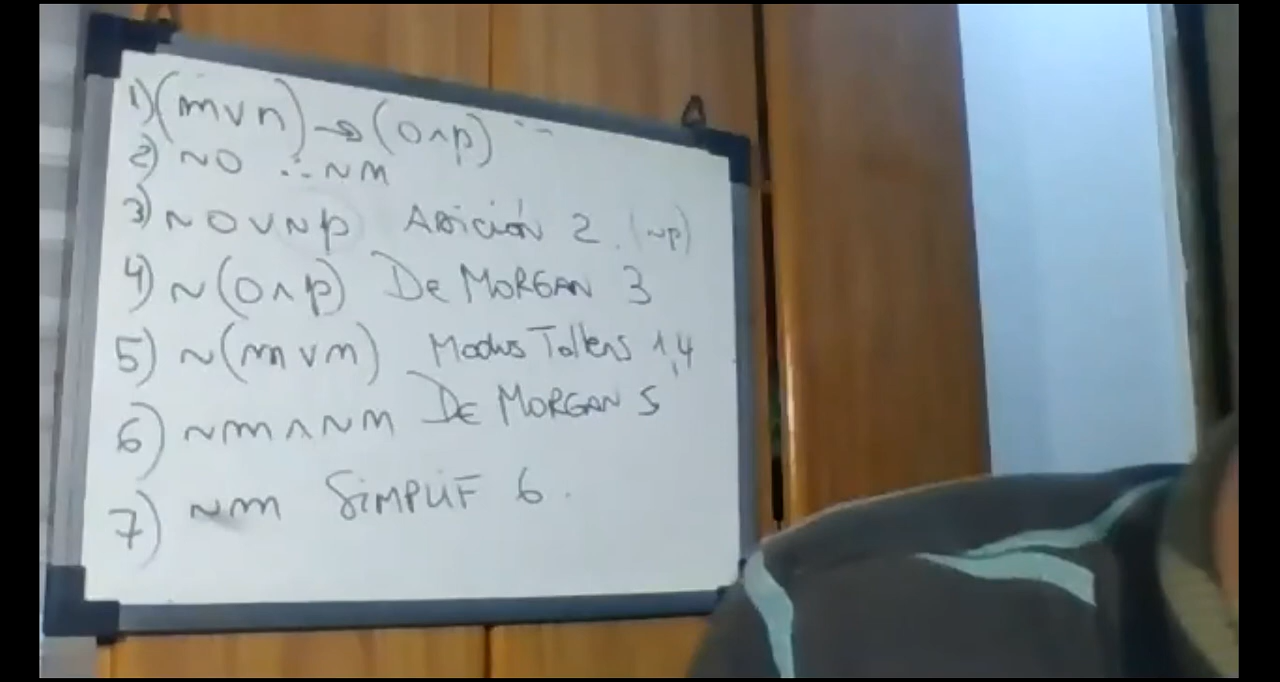 1) (m v n) → (o ^ p)
2) ~O ∴ ~M
3) ~O v ~p Adición 2. (~p)
4) ~(O ^ p) De MORGAN 3
5) ~(m v n) Modus Tollens 1,4
6) ~m ^ ~n De MORGAN 5
7) ~m SiMPLIF 6.